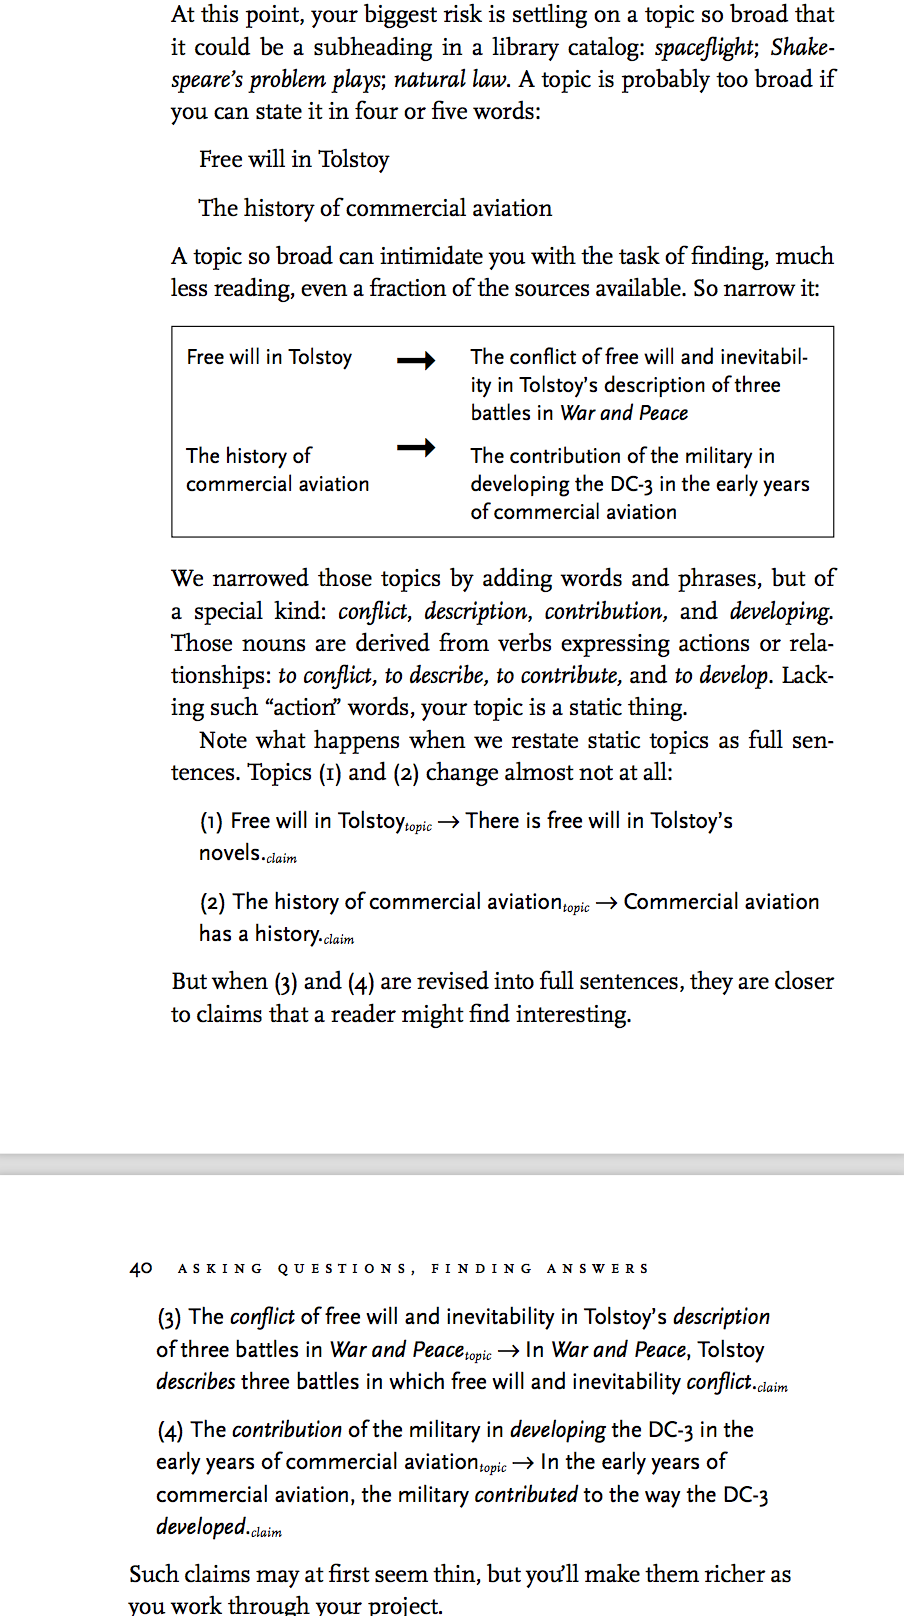 At this point, your biggest risk is settling on a topic so broad that
it could be a subheading in a library catalog: spaceflight; Shake-
speare's problem plays; natural law. A topic is probably too broad if
you can state it in four or five words:
Free will in Tolstoy
The history of commercial aviation
A topic so broad can intimidate you with the task of finding, much
less reading, even a fraction of the sources available. So narrow it:
Free will in Tolstoy → The conflict of free will and inevitabil-
ity in Tolstoy's description of three
battles in War and Peace
The history of
commercial aviation → The contribution of the military in
developing the DC-3 in the early years
of commercial aviation
We narrowed those topics by adding words and phrases, but of
a special kind: conflict, description, contribution, and developing.
Those nouns are derived from verbs expressing actions or rela-
tionships: to conflict, to describe, to contribute, and to develop. Lack-
ing such “action” words, your topic is a static thing.
Note what happens when we restate static topics as full sen-
tences. Topics (1) and (2) change almost not at all:
(1) Free will in Tolstoy topic → There is free will in Tolstoy's
novels. claim
(2) The history of commercial aviation topic → Commercial aviation
has a history. claim
But when (3) and (4) are revised into full sentences, they are closer
to claims that a reader might find interesting.
40 ASKING QUESTIONS, FINDING ANSWERS
(3) The conflict of free will and inevitability in Tolstoy's description
of three battles in War and Peace topic → In War and Peace, Tolstoy
describes three battles in which free will and inevitability conflict. claim
(4) The contribution of the military in developing the DC-3 in the
early years of commercial aviation topic → In the early years of
commercial aviation, the military contributed to the way the DC-3
developed. claim
Such claims may at first seem thin, but you'll make them richer as
you work through your project.